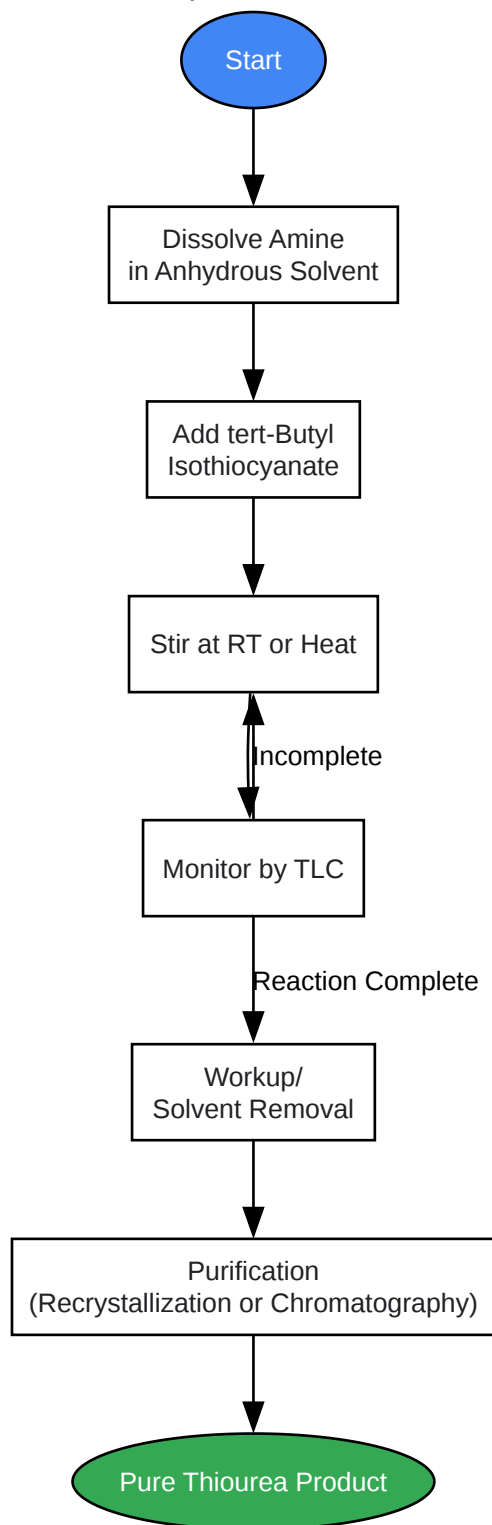 Start
Dissolve Amine
in Anhydrous Solvent
Add tert-Butyl
Isothiocyanate
Stir at RT or Heat
Incomplete
Monitor by TLC
Reaction Complete
Workup/
Solvent Removal
Purification
(Recrystallization or Chromatography)
Pure Thiourea Product